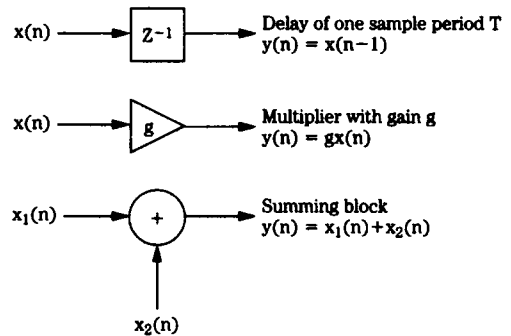 x(n)
Z⁻¹
Delay of one sample period T
y(n) = x(n−1)
x(n)
g
Multiplier with gain g
y(n) = gx(n)
x₁(n)
+
Summing block
y(n) = x₁(n)+x₂(n)
x₂(n)